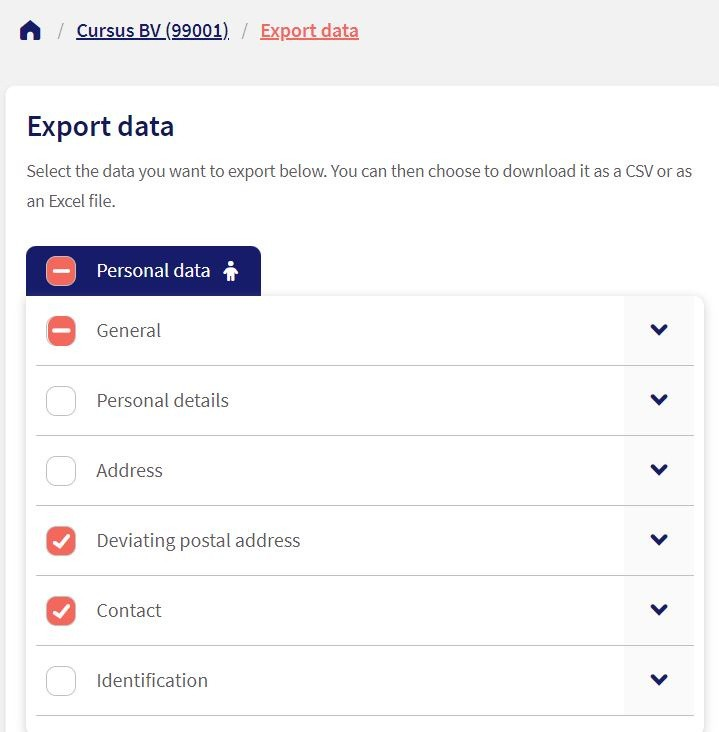 / Cursus BV (99001) / Export data
Export data
Select the data you want to export below. You can then choose to download it as a CSV or as
an Excel file.
Personal data
General
Personal details
Address
Deviating postal address
Contact
Identification